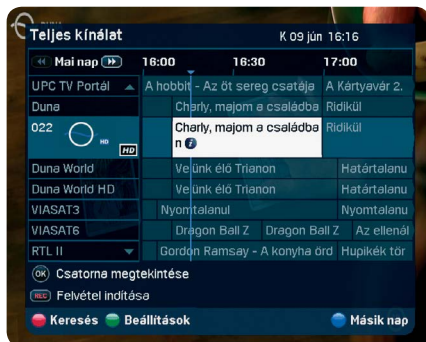 Teljes kínálat K 09 jún 16:16
Mai nap 16:00 16:30 17:00
UPC TV Portál A hobbit - Az öt sereg csatája A Kártyavár 2.
Duna Charly, majom a családba Ridikül
022 HD HD Charly, majom a családba Ridikül
n i
Duna World Velünk élő Trianon Határtalanu
Duna World HD Velünk élő Trianon Határtalanu
VIASAT3 Nyomtalanul Nyomtalanu
VIASAT6 Dragon Ball Z Dragon Ball Z Az ellenál
RTL II Gordon Ramsay - A konyha örd Hupikék tör
OK Csatorna megtekintése
REC Felvétel indítása
Keresés Beállítások Másik nap